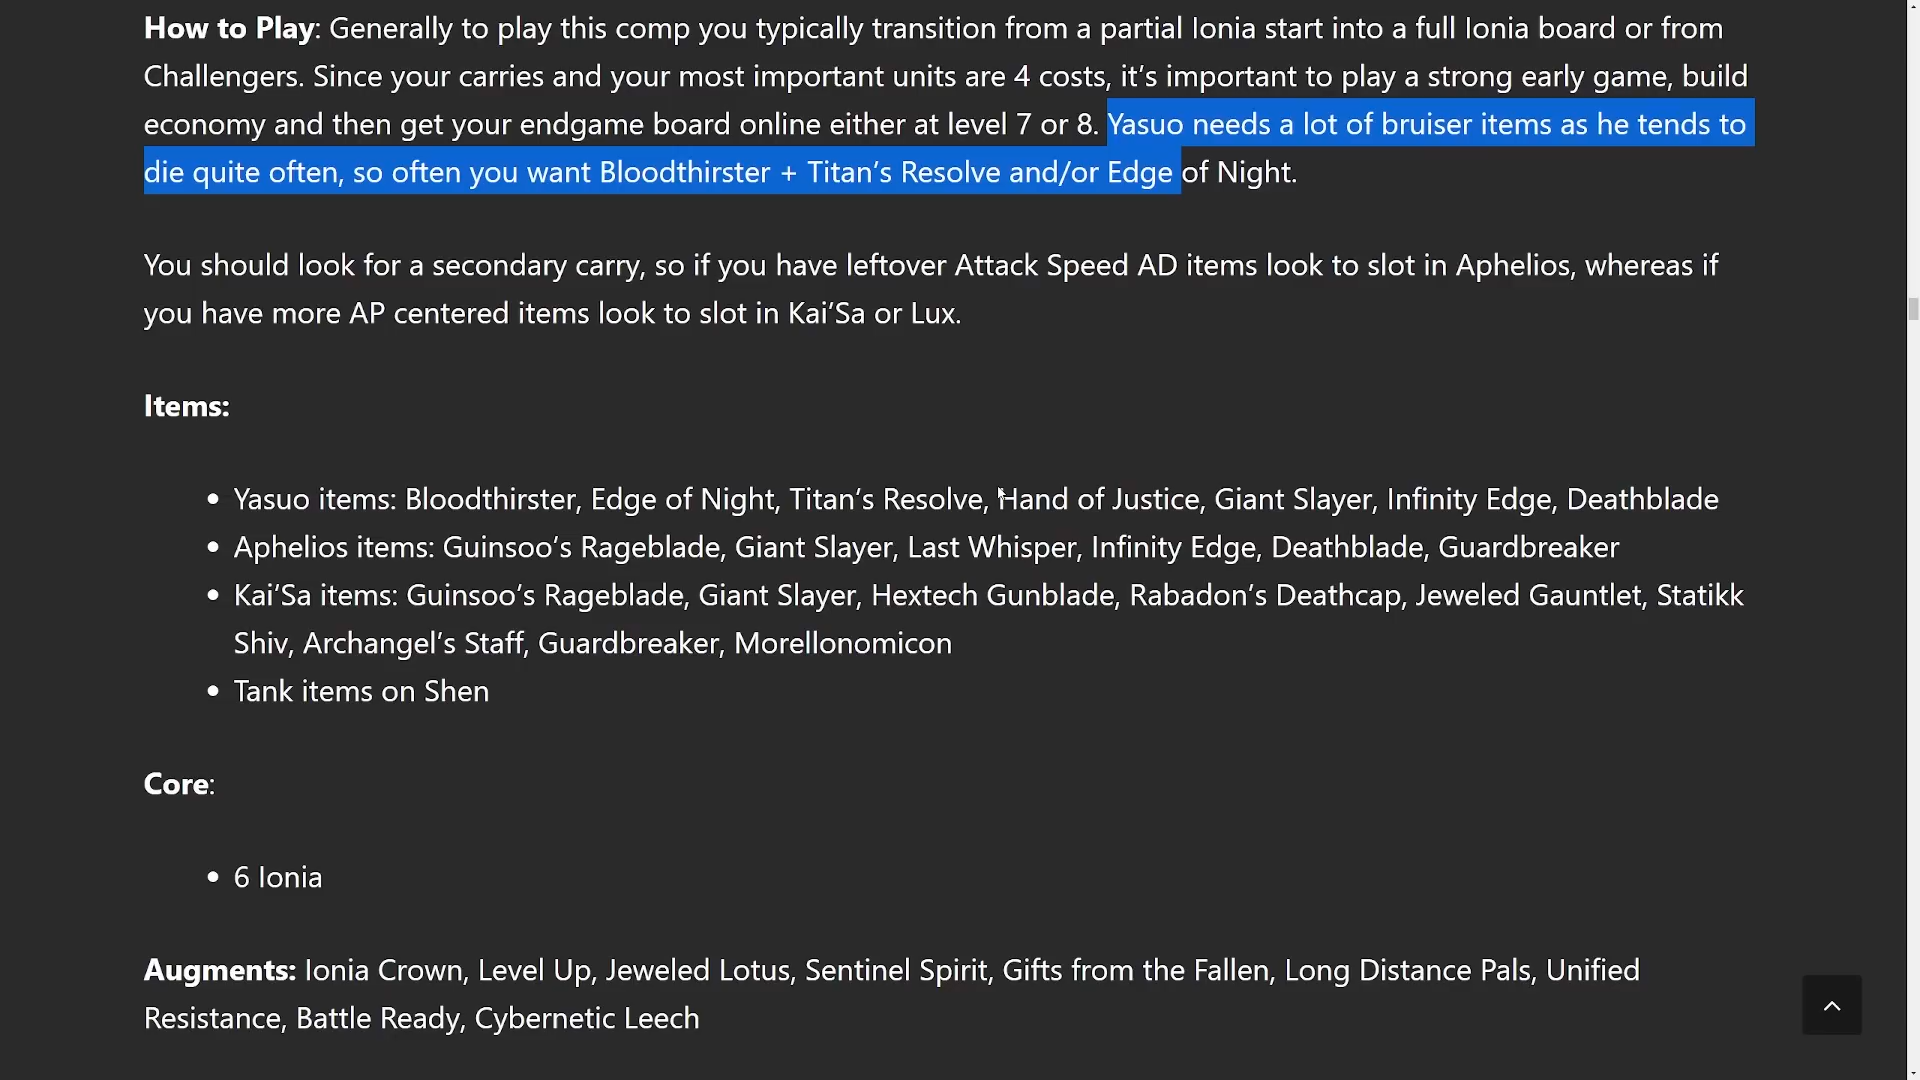 How to Play: Generally to play this comp you typically transition from a partial Ionia start into a full Ionia board or from
Challengers. Since your carries and your most important units are 4 costs, it’s important to play a strong early game, build
economy and then get your endgame board online either at level 7 or 8. Yasuo needs a lot of bruiser items as he tends to
die quite often, so often you want Bloodthirster + Titan’s Resolve and/or Edge of Night.
You should look for a secondary carry, so if you have leftover Attack Speed AD items look to slot in Aphelios, whereas if
you have more AP centered items look to slot in Kai’Sa or Lux.
Items:
• Yasuo items: Bloodthirster, Edge of Night, Titan’s Resolve, Hand of Justice, Giant Slayer, Infinity Edge, Deathblade
• Aphelios items: Guinsoo’s Rageblade, Giant Slayer, Last Whisper, Infinity Edge, Deathblade, Guardbreaker
• Kai’Sa items: Guinsoo’s Rageblade, Giant Slayer, Hextech Gunblade, Rabadon’s Deathcap, Jeweled Gauntlet, Statikk
Shiv, Archangel’s Staff, Guardbreaker, Morellonomicon
• Tank items on Shen
Core:
• 6 Ionia
Augments: Ionia Crown, Level Up, Jeweled Lotus, Sentinel Spirit, Gifts from the Fallen, Long Distance Pals, Unified
Resistance, Battle Ready, Cybernetic Leech